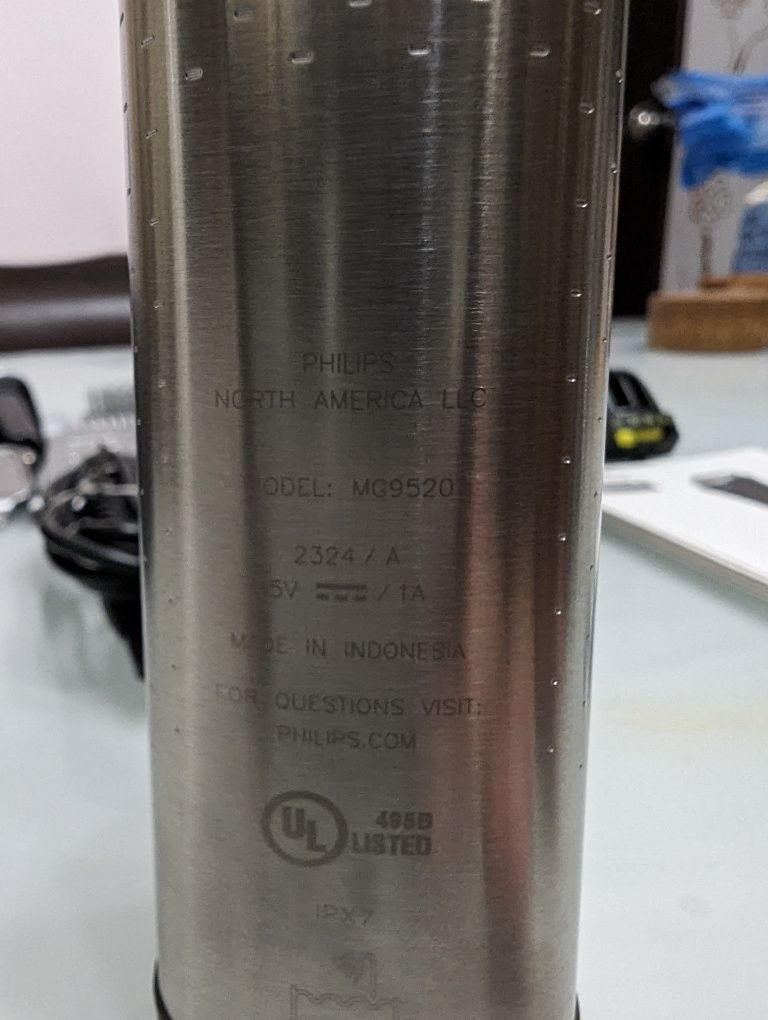 PHILIPS
NORTH AMERICA LLC
MODEL: MG9520
2324 / A
5V / 1A
MADE IN INDONESIA
FOR QUESTIONS VISIT:
PHILIPS.COM
UL 495B
LISTED
IPX7